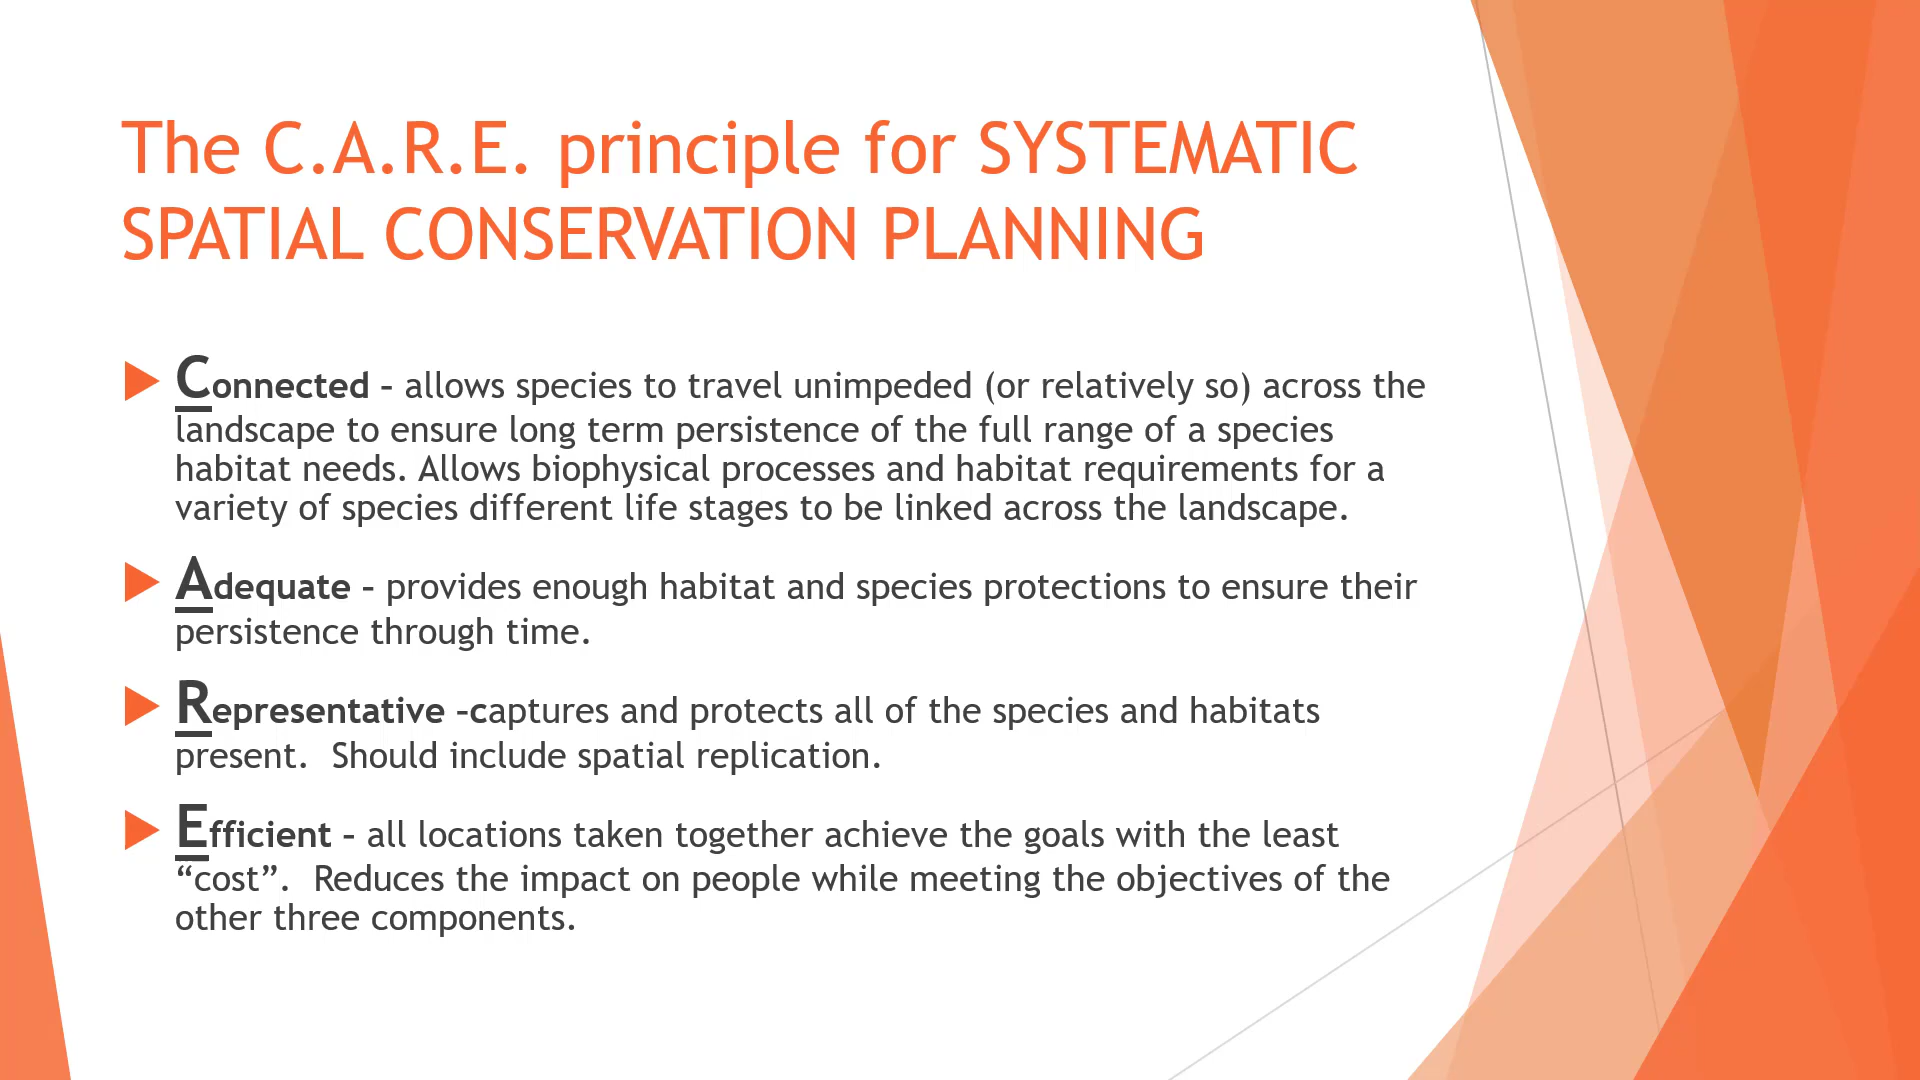 The C.A.R.E. principle for SYSTEMATIC
SPATIAL CONSERVATION PLANNING
Connected – allows species to travel unimpeded (or relatively so) across the
landscape to ensure long term persistence of the full range of a species
habitat needs. Allows biophysical processes and habitat requirements for a
variety of species different life stages to be linked across the landscape.
Adequate – provides enough habitat and species protections to ensure their
persistence through time.
Representative –captures and protects all of the species and habitats
present.  Should include spatial replication.
Efficient – all locations taken together achieve the goals with the least
“cost”.  Reduces the impact on people while meeting the objectives of the
other three components.